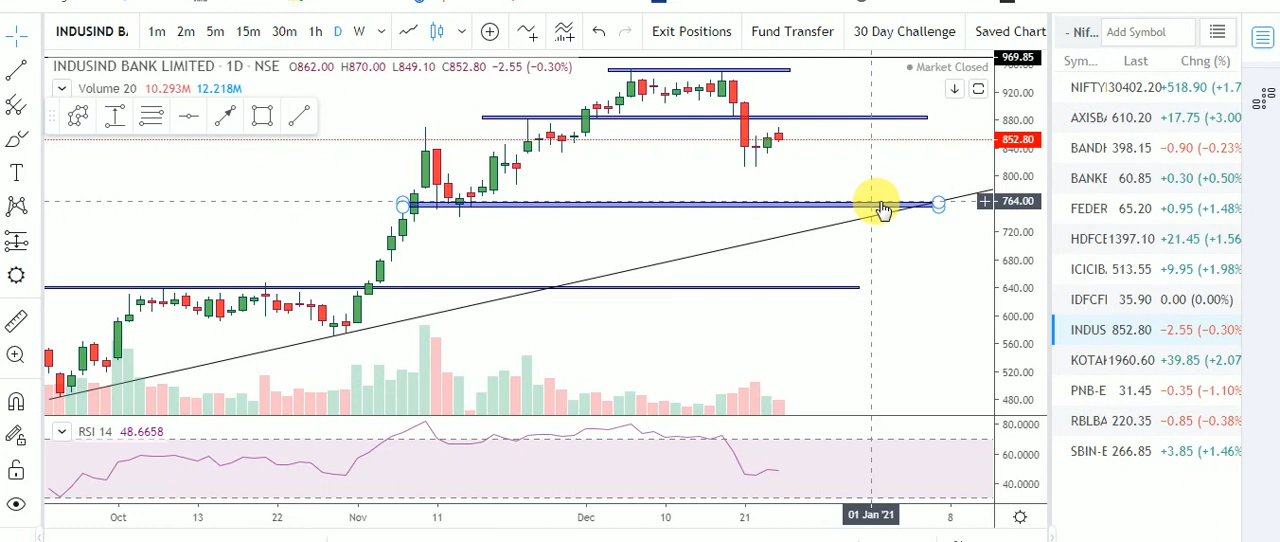 INDUSIND BA 1m 2m 5m 15m 30m 1h D W Exit Positions Fund Transfer 30 Day Challenge Saved Chart
- Nif... Add Symbol
INDUSIND BANK LIMITED · 1D · NSE O862.00 H870.00 L849.10 C852.80 −2.55 (−0.30%)
Market Closed
Volume 20 10.293M 12.218M
969.85
920.00
880.00
852.80
840.00
800.00
764.00
720.00
680.00
640.00
600.00
560.00
520.00
480.00
RSI 14 48.6658
80.0000
60.0000
40.0000
Oct 13 22 Nov 11 Dec 10 21 01 Jan '21 8
Sym... Last Chng (%)
NIFTY 30402.20 +518.90 (+1.7
AXISBA 610.20 +17.75 (+3.00
BANDH 398.15 −0.90 (−0.23%
BANKE 60.85 +0.30 (+0.50%
FEDER 65.20 +0.95 (+1.48%
HDFCE 1397.10 +21.45 (+1.56
ICICIB 513.55 +9.95 (+1.98%
IDFCFI 35.90 0.00 (0.00%)
INDUS 852.80 −2.55 (−0.30%
KOTAK 1960.60 +39.85 (+2.07
PNB-E 31.45 −0.35 (−1.10%
RBLBA 220.35 −0.85 (−0.38%
SBIN-E 266.85 +3.85 (+1.46%